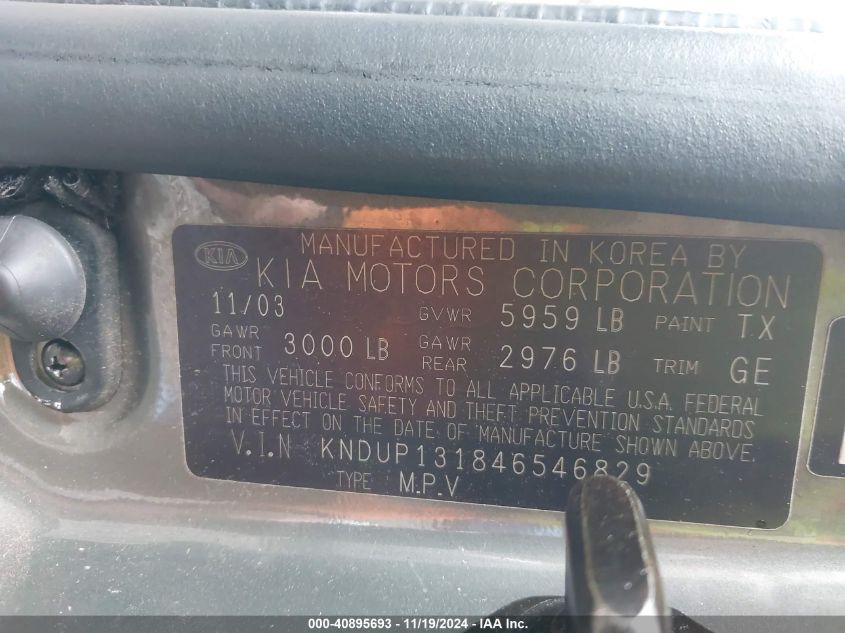 KIA
MANUFACTURED IN KOREA BY
KIA MOTORS CORPORATION
11/03 GVWR 5959 LB PAINT TX
GAWR FRONT 3000 LB GAWR REAR 2976 LB TRIM GE
THIS VEHICLE CONFORMS TO ALL APPLICABLE U.S.A. FEDERAL
MOTOR VEHICLE SAFETY AND THEFT PREVENTION STANDARDS
IN EFFECT ON THE DATE OF MANUFACTURE SHOWN ABOVE.
V.I.N KNDUP131846546829
TYPE M.P.V
000-40895693 - 11/19/2024 - IAA Inc.